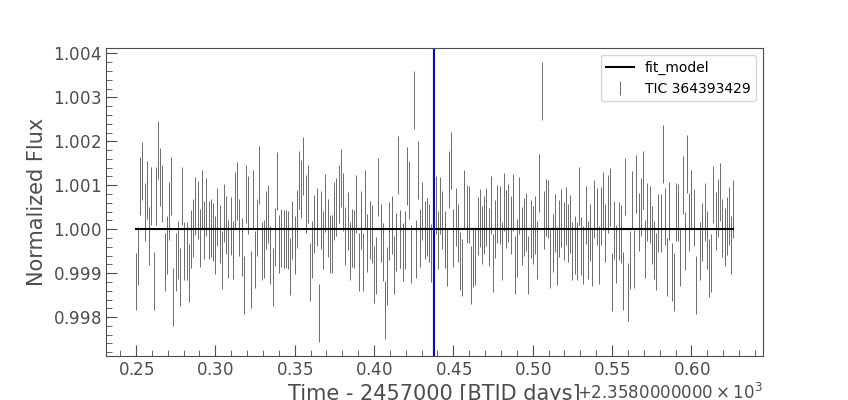 1.004
1.003
1.002
1.001
1.000
0.999
0.998
Normalized Flux
fit_model
TIC 364393429
0.25 0.30 0.35 0.40 0.45 0.50 0.55 0.60
Time - 2457000 [BTJD days]
+2.3580000000 × 10³